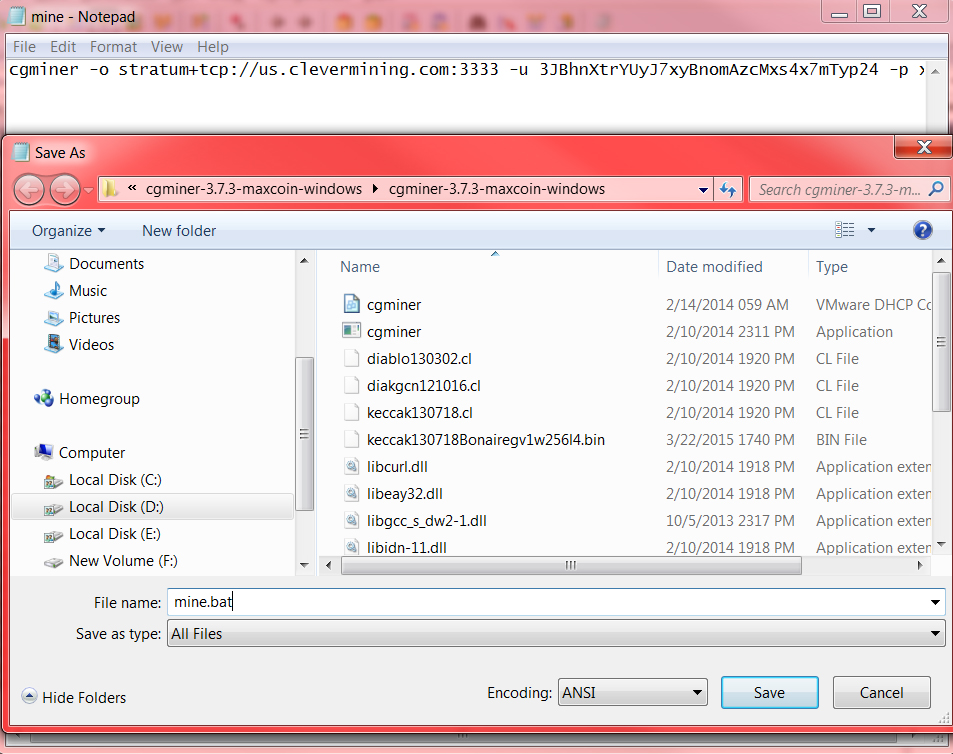 mine - Notepad
File Edit Format View Help
cgminer -o stratum+tcp://us.clevermining.com:3333 -u 3JBhnXtrYUyJ7xyBnomAzcMxs4x7mTyp24 -p x
Save As
« cgminer-3.7.3-maxcoin-windows cgminer-3.7.3-maxcoin-windows Search cgminer-3.7.3-m...
Organize New folder
Documents
Music
Pictures
Videos
Homegroup
Computer
Local Disk (C:)
Local Disk (D:)
Local Disk (E:)
New Volume (F:)
Name Date modified Type
cgminer 2/14/2014 059 AM VMware DHCP Co
cgminer 2/10/2014 2311 PM Application
diablo130302.cl 2/10/2014 1920 PM CL File
diakgcn121016.cl 2/10/2014 1920 PM CL File
keccak130718.cl 2/10/2014 1920 PM CL File
keccak130718Bonairegv1w256l4.bin 3/22/2015 1740 PM BIN File
libcurl.dll 2/10/2014 1918 PM Application exten
libeay32.dll 2/10/2014 1918 PM Application exten
libgcc_s_dw2-1.dll 10/5/2013 2317 PM Application exten
libidn-11.dll 2/10/2014 1918 PM Application exten
File name: mine.bat
Save as type: All Files
Hide Folders Encoding: ANSI Save Cancel